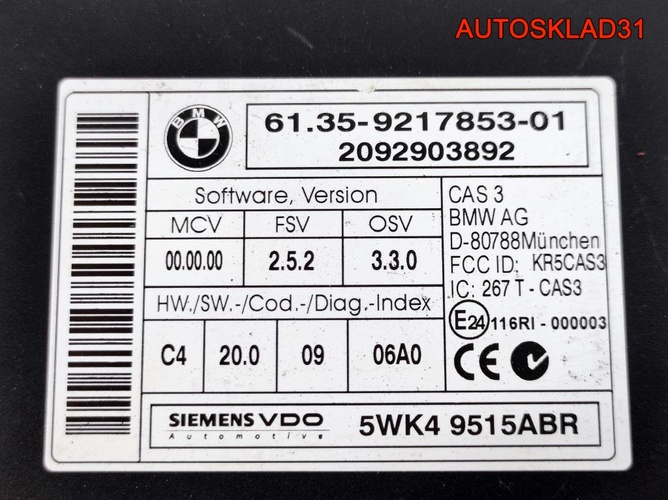 AUTOSKLAD31
BMW
61.35-9217853-01
2092903892
Software, Version
MCV FSV OSV
00.00.00 2.5.2 3.3.0
HW./SW.-/Cod.-/Diag.-Index
C4 20.0 09 06A0
CAS 3
BMW AG
D-80788München
FCC ID: KR5CAS3
IC: 267 T - CAS3
E24 116RI - 000003
CE
SIEMENS VDO
Automotive
5WK4 9515ABR